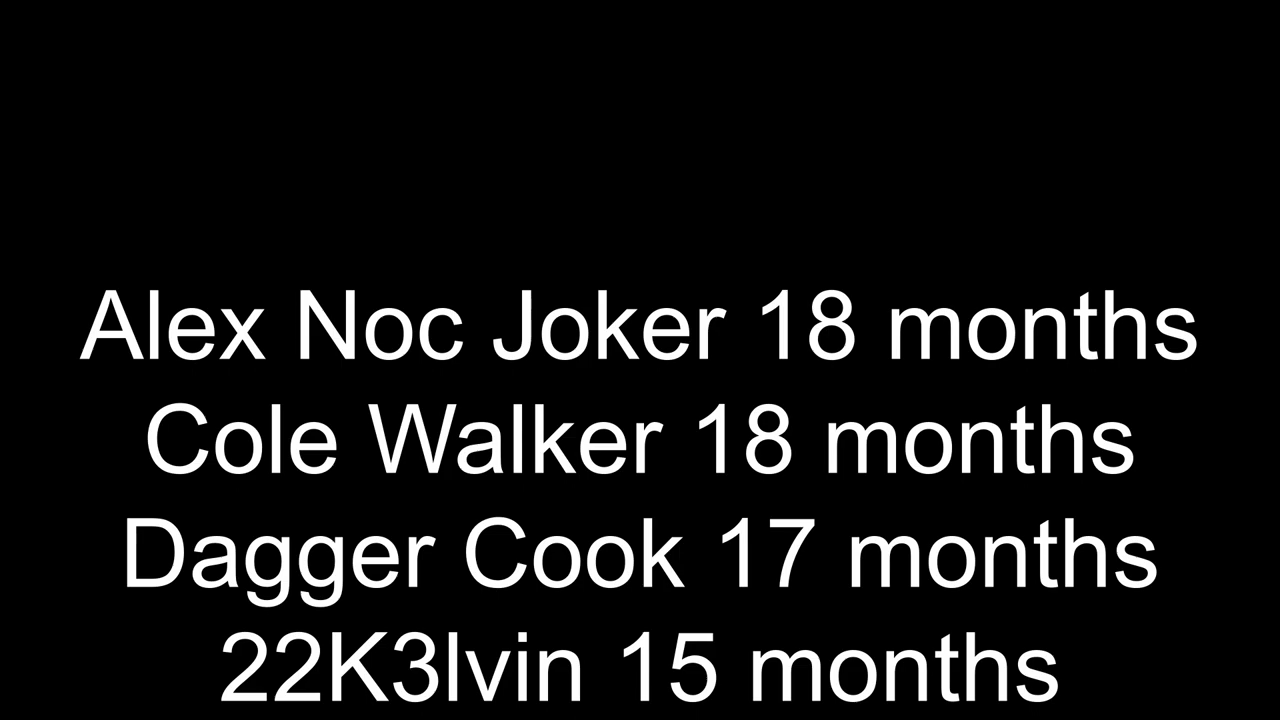 Alex Noc Joker 18 months
Cole Walker 18 months
Dagger Cook 17 months
22K3lvin 15 months